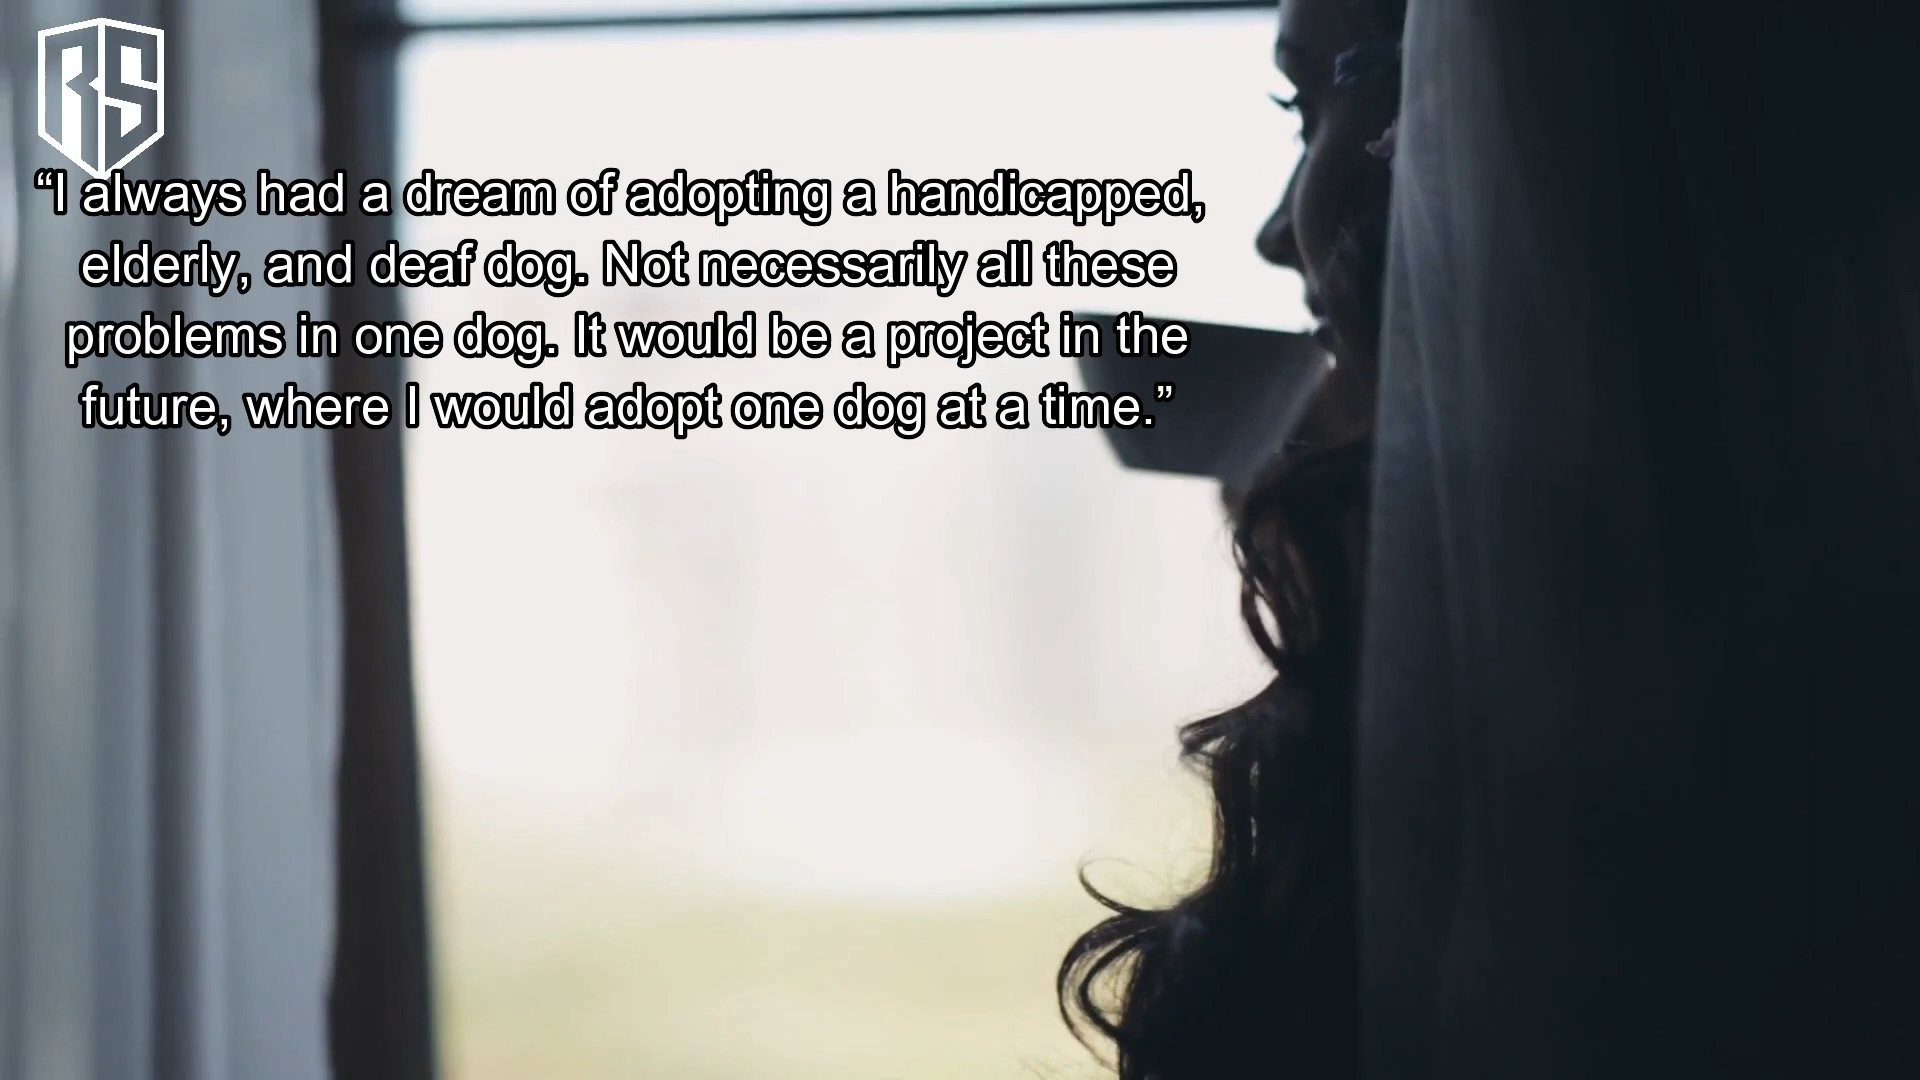 RS
“I always had a dream of adopting a handicapped,
elderly, and deaf dog. Not necessarily all these
problems in one dog. It would be a project in the
future, where I would adopt one dog at a time.”